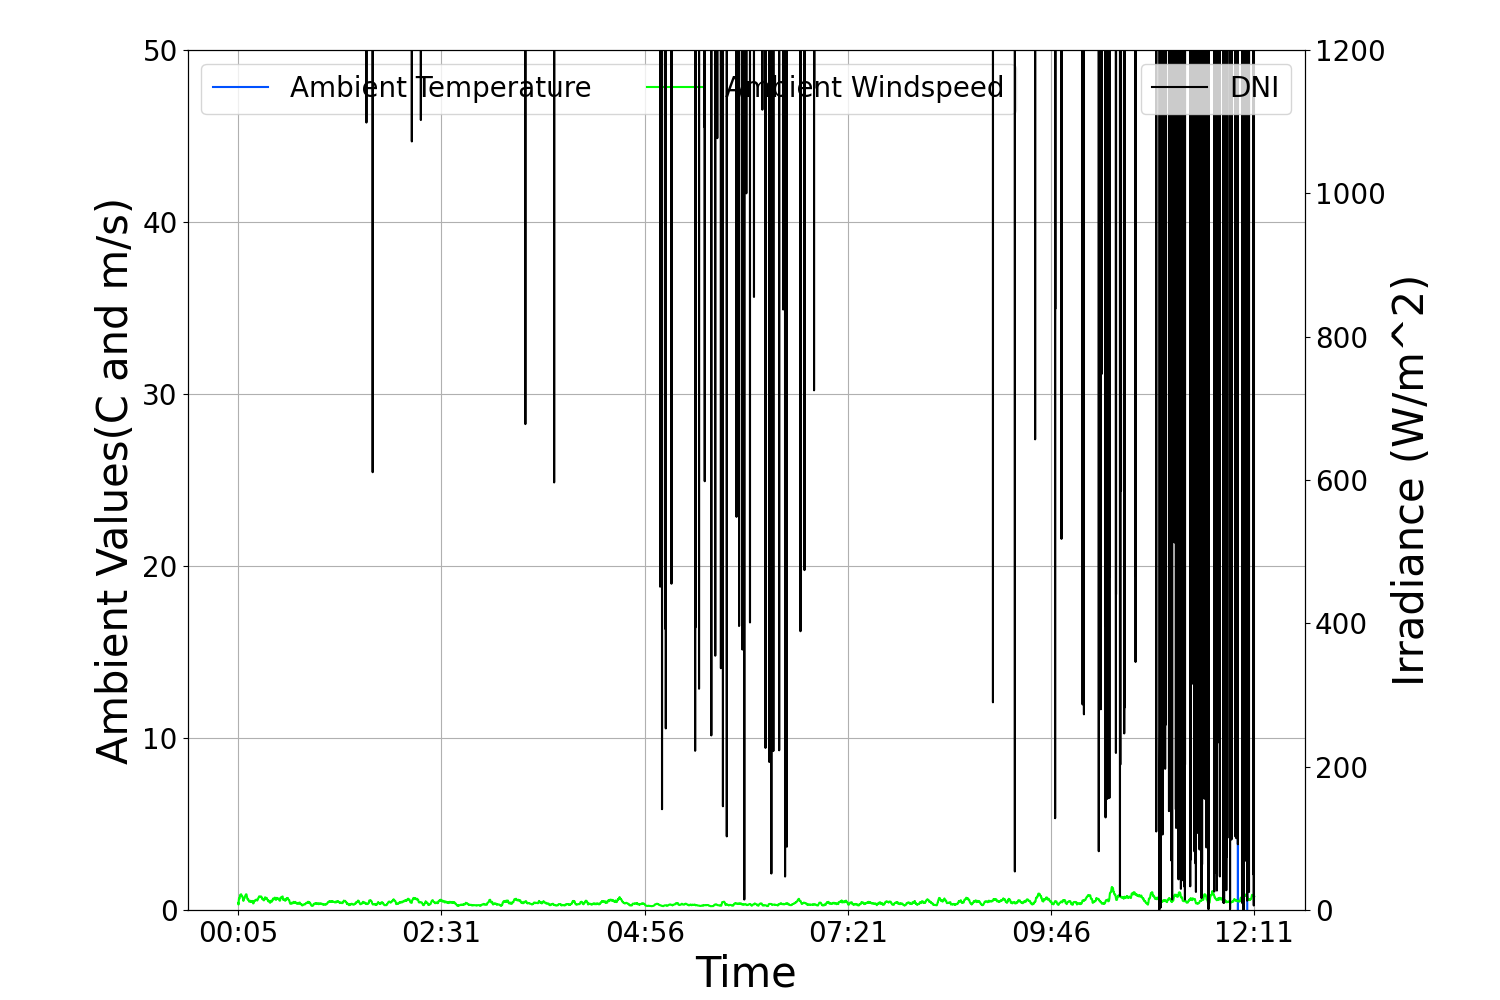 Ambient Temperature
Ambient Windspeed
DNI
Ambient Values(C and m/s)
50
40
30
20
10
0
1200
1000
800
600
400
200
0
Irradiance (W/m^2)
00:05 02:31 04:56 07:21 09:46 12:11
Time